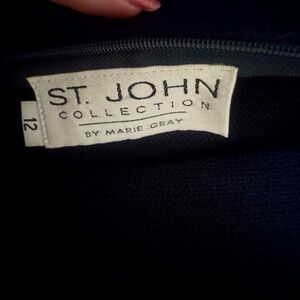 ST. JOHN
COLLECTION
BY MARIE GRAY
12